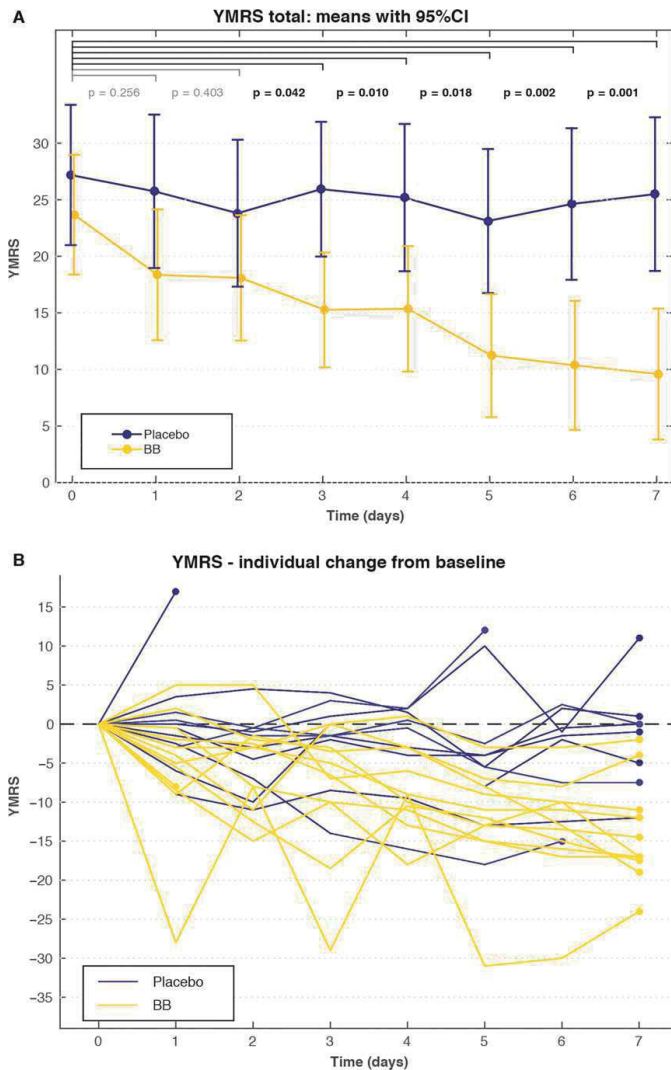 A
YMRS total: means with 95%CI
p = 0.256
p = 0.403
p = 0.042
p = 0.010
p = 0.018
p = 0.002
p = 0.001
30
25
20
15
10
5
0
YMRS
Placebo
BB
0 1 2 3 4 5 6 7
Time (days)
B
YMRS - individual change from baseline
15
10
5
0
−5
−10
−15
−20
−25
−30
−35
YMRS
Placebo
BB
0 1 2 3 4 5 6 7
Time (days)